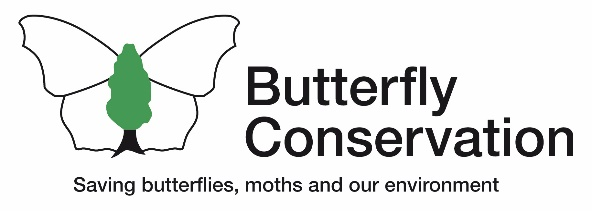 Butterfly
Conservation
Saving butterflies, moths and our environment